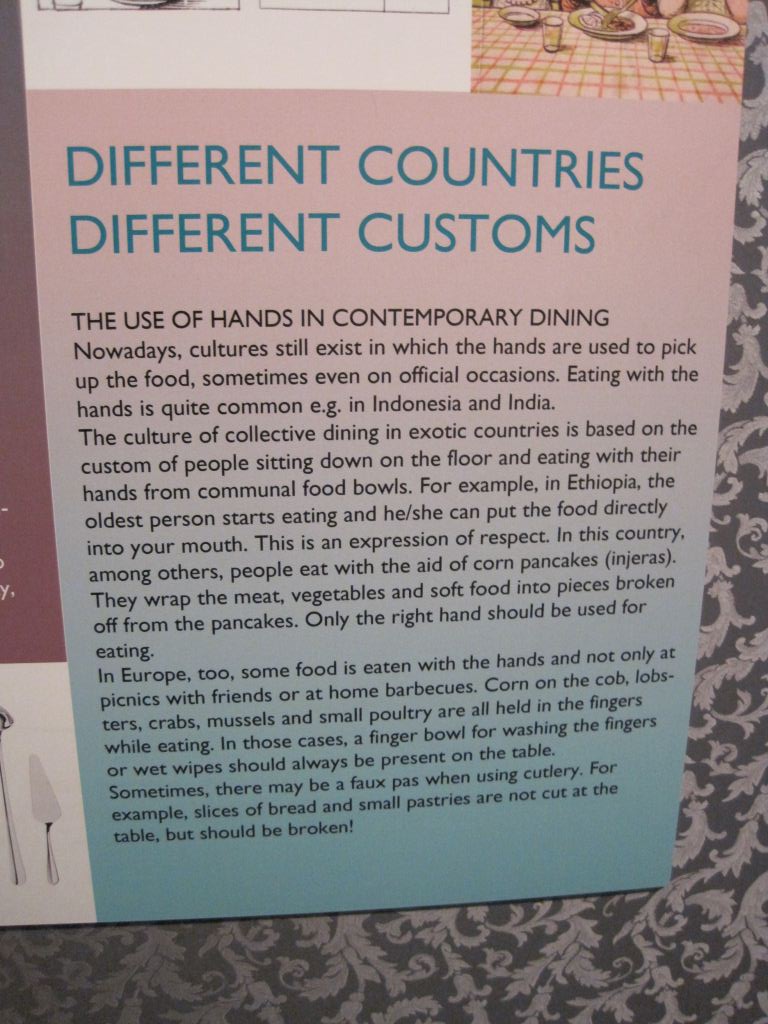 DIFFERENT COUNTRIES
DIFFERENT CUSTOMS
THE USE OF HANDS IN CONTEMPORARY DINING
Nowadays, cultures still exist in which the hands are used to pick
up the food, sometimes even on official occasions. Eating with the
hands is quite common e.g. in Indonesia and India.
The culture of collective dining in exotic countries is based on the
custom of people sitting down on the floor and eating with their
hands from communal food bowls. For example, in Ethiopia, the
oldest person starts eating and he/she can put the food directly
into your mouth. This is an expression of respect. In this country,
among others, people eat with the aid of corn pancakes (injeras).
They wrap the meat, vegetables and soft food into pieces broken
off from the pancakes. Only the right hand should be used for
eating.
In Europe, too, some food is eaten with the hands and not only at
picnics with friends or at home barbecues. Corn on the cob, lobs-
ters, crabs, mussels and small poultry are all held in the fingers
while eating. In those cases, a finger bowl for washing the fingers
or wet wipes should always be present on the table.
Sometimes, there may be a faux pas when using cutlery. For
example, slices of bread and small pastries are not cut at the
table, but should be broken!